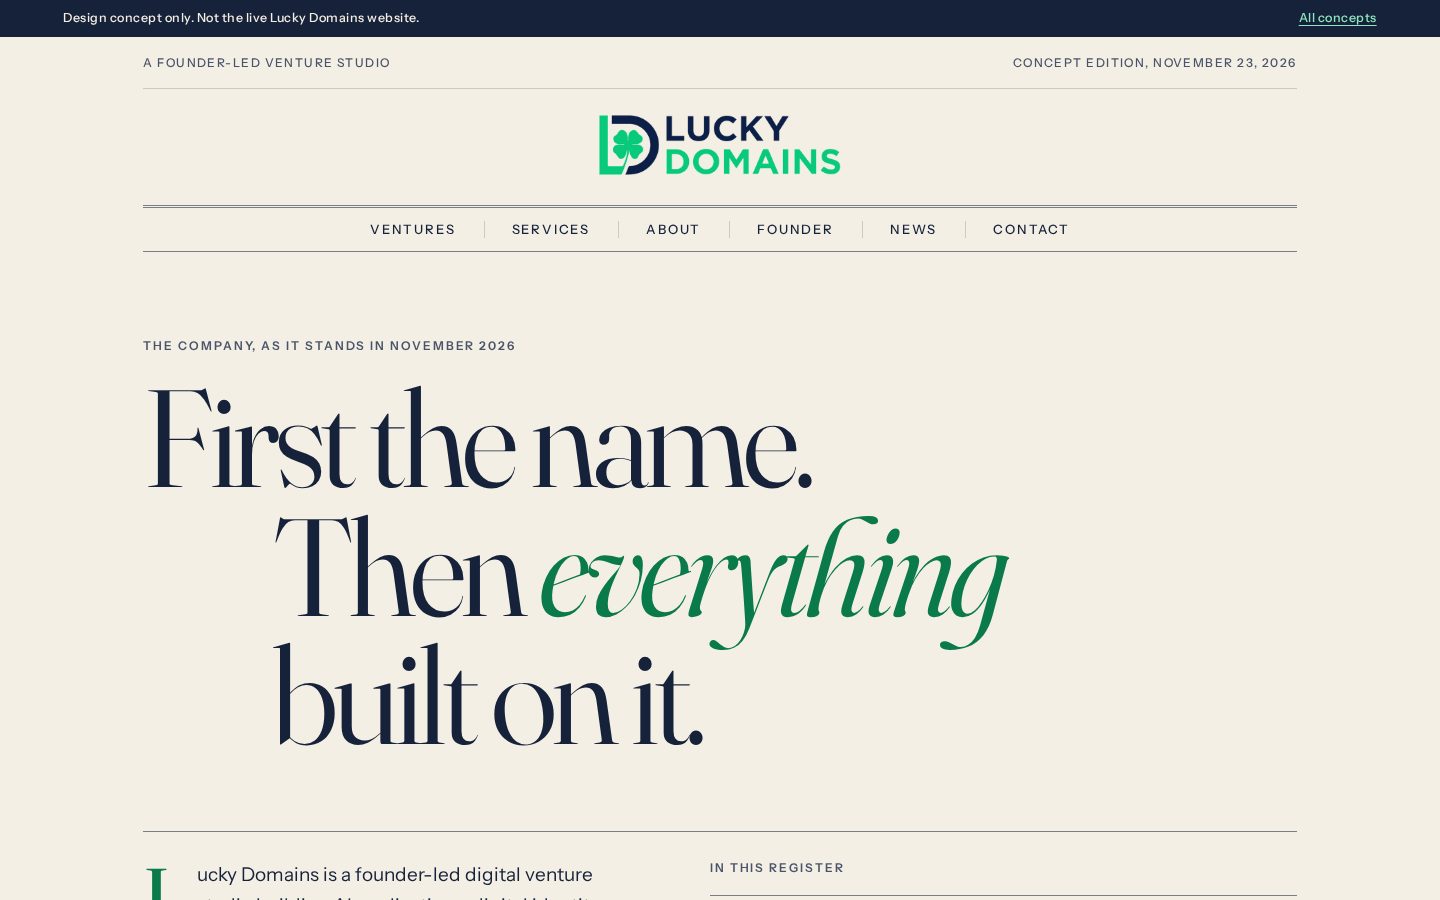 Design concept only. Not the live Lucky Domains website.
All concepts
A FOUNDER-LED VENTURE STUDIO
CONCEPT EDITION, NOVEMBER 23, 2026
LUCKY
DOMAINS
VENTURES
SERVICES
ABOUT
FOUNDER
NEWS
CONTACT
THE COMPANY, AS IT STANDS IN NOVEMBER 2026
First the name.
Then everything
built on it.
Lucky Domains is a founder-led digital venture
IN THIS REGISTER